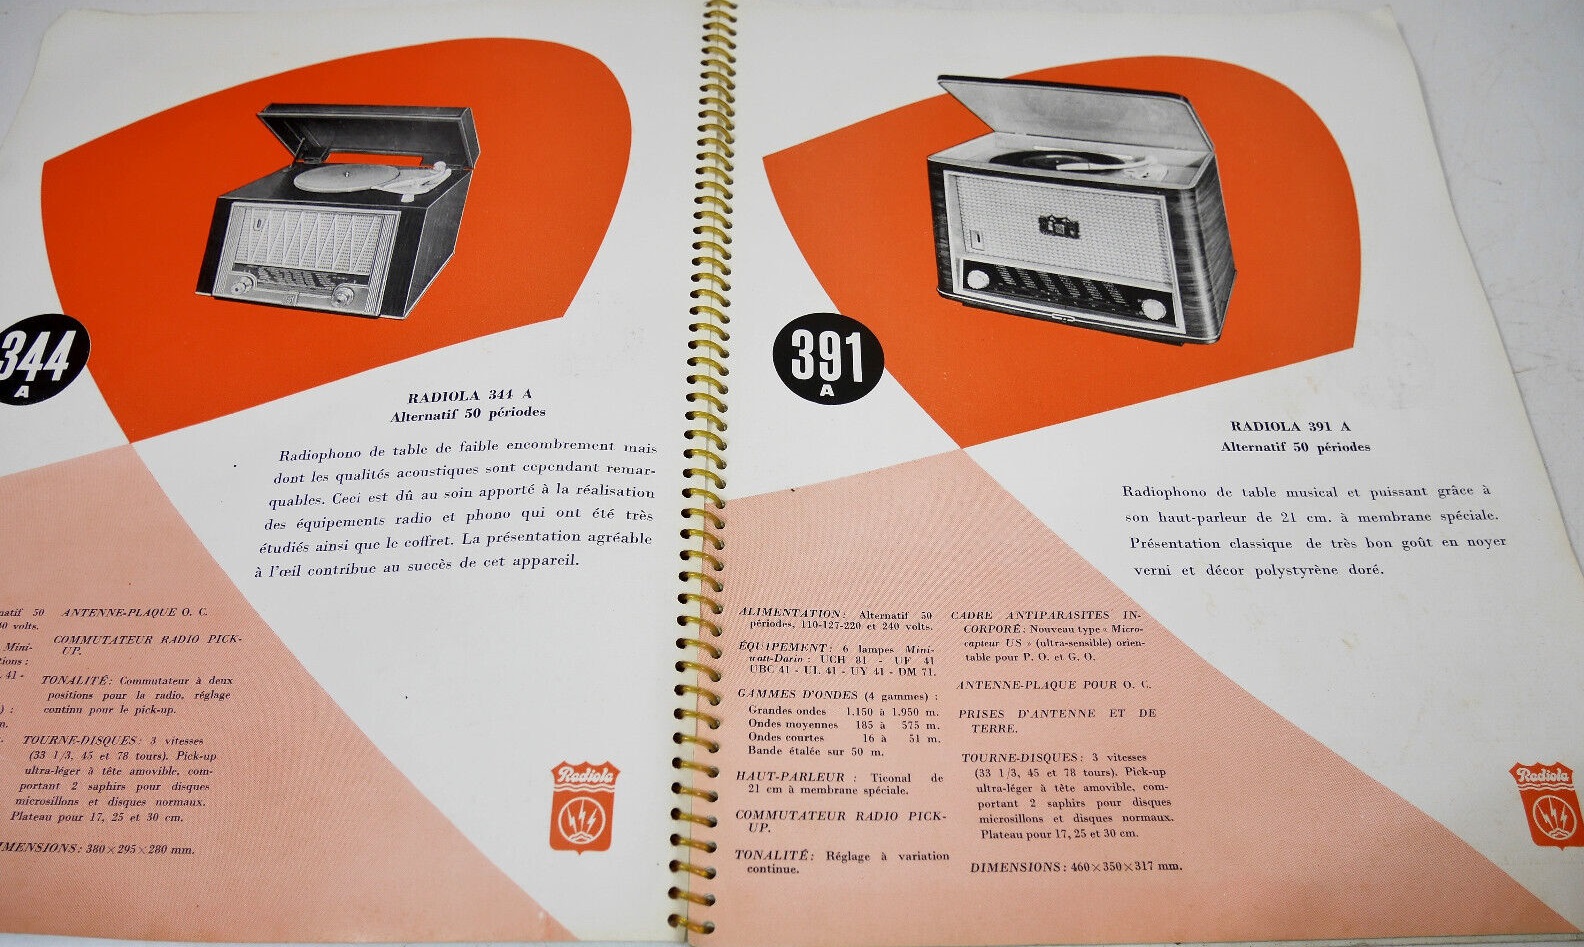 344
A
RADIOLA 344 A
Alternatif 50 périodes
Radiophono de table de faible encombrement mais
dont les qualités acoustiques sont cependant remar-
quables. Ceci est dû au soin apporté à la réalisation
des équipements radio et phono qui ont été très
étudiés ainsi que le coffret. La présentation agréable
à l'œil contribue au succès de cet appareil.
50
volts.
Mini-
41 -
ANTENNE-PLAQUE O. C.
COMMUTATEUR RADIO PICK-
UP.
TONALITÉ: Commutateur à deux
positions pour la radio, réglage
continu pour le pick-up.
TOURNE-DISQUES: 3 vitesses
(33 1/3, 45 et 78 tours). Pick-up
ultra-léger à tête amovible, com-
portant 2 saphirs pour disques
microsillons et disques normaux.
Plateau pour 17, 25 et 30 cm.
MENSIONS: 380×295×280 mm.
Radiola
391
A
RADIOLA 391 A
Alternatif 50 périodes
Radiophono de table musical et puissant grâce à
son haut-parleur de 21 cm. à membrane spéciale.
Présentation classique de très bon goût en noyer
verni et décor polystyrène doré.
ALIMENTATION: Alternatif 50
périodes, 110-127-220 et 240 volts.
ÉQUIPEMENT: 6 lampes Mini-
watt-Dario: UCH 81 - UF 41
UBC 41 - UL 41 - UY 41 - DM 71.
GAMMES D'ONDES (4 gammes) :
Grandes ondes 1.150 à 1.950 m.
Ondes moyennes 185 à 575 m.
Ondes courtes 16 à 51 m.
Bande étalée sur 50 m.
HAUT-PARLEUR : Ticonal de
21 cm à membrane spéciale.
COMMUTATEUR RADIO PICK-
UP.
TONALITÉ: Réglage à variation
continue.
CADRE ANTIPARASITES IN-
CORPORÉ: Nouveau type « Micro-
capteur US » (ultra-sensible) orien-
table pour P. O. et G. O.
ANTENNE-PLAQUE POUR O. C.
PRISES D'ANTENNE ET DE
TERRE.
TOURNE-DISQUES: 3 vitesses
(33 1/3, 45 et 78 tours). Pick-up
ultra-léger à tête amovible, com-
portant 2 saphirs pour disques
microsillons et disques normaux.
Plateau pour 17, 25 et 30 cm.
DIMENSIONS: 460×350×317 mm.
Radiola